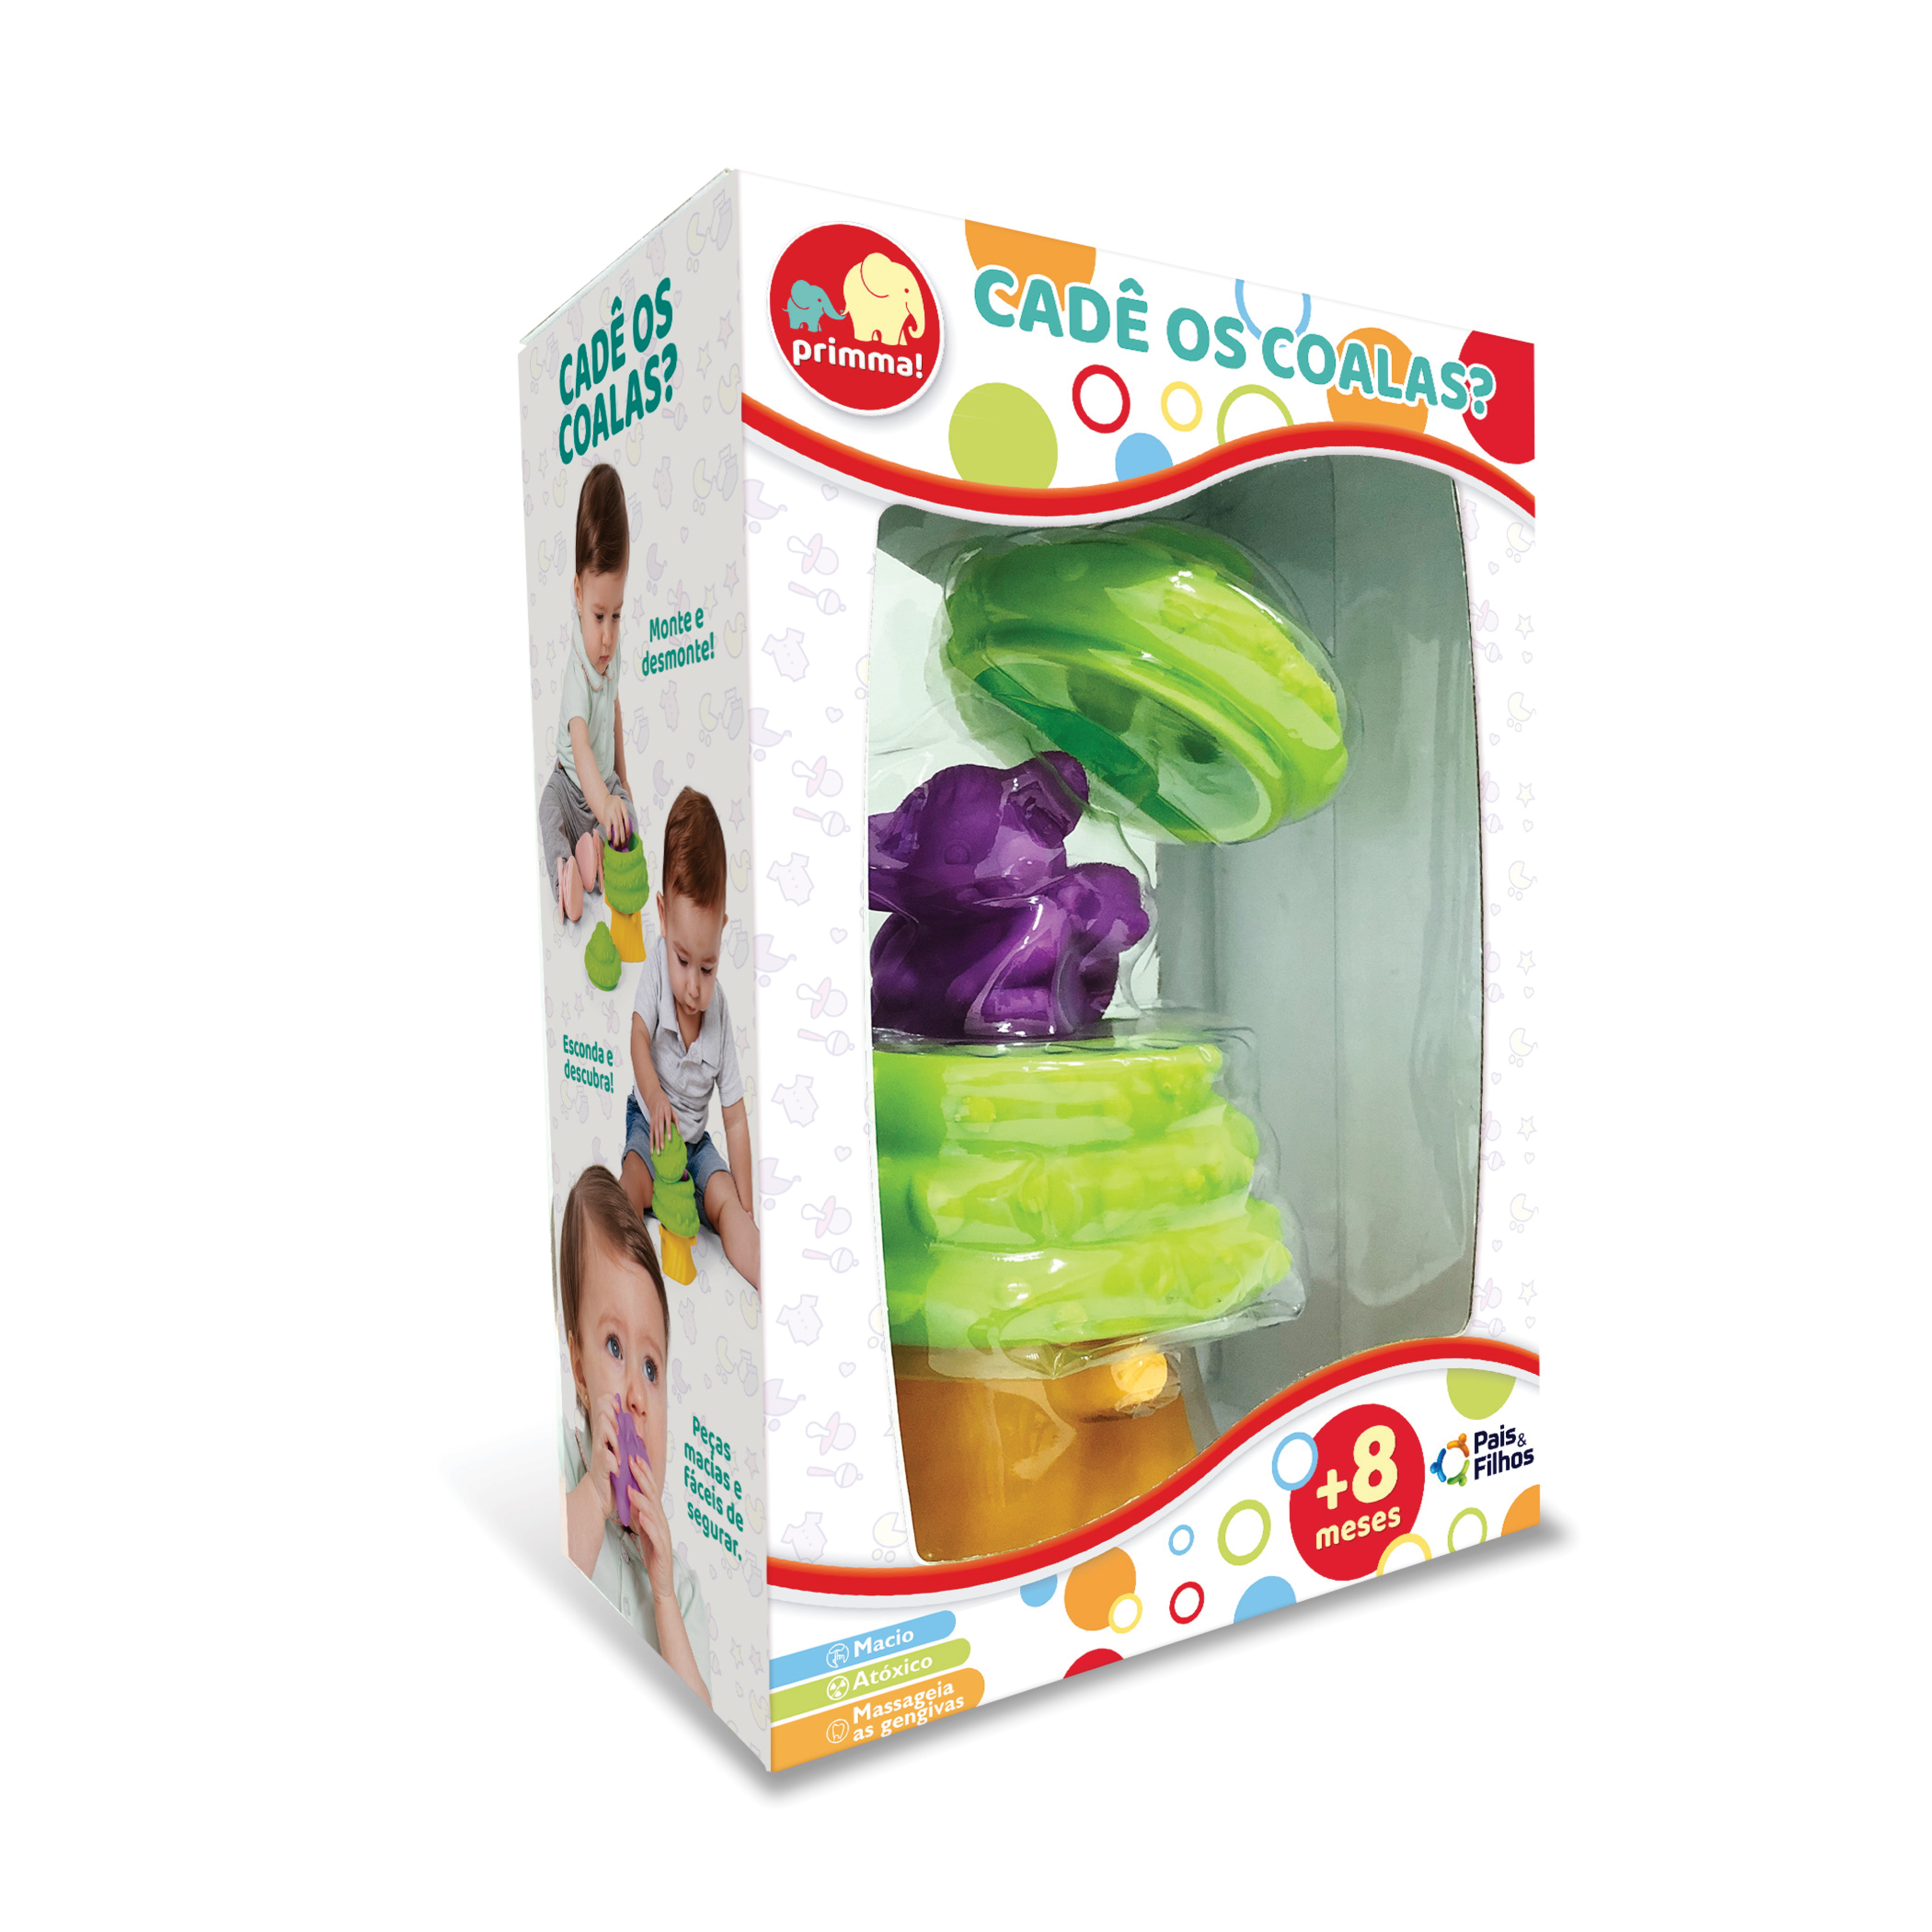 CADÊ OS
COALAS?
Monte e
desmonte!
Esconda e
descubra!
Peças
macias e
fáceis de
segurar.
primma!
CADÊ OS COALAS?
+8
meses
Pais &
Filhos
Macio
Atóxico
Massageia
as gengivas